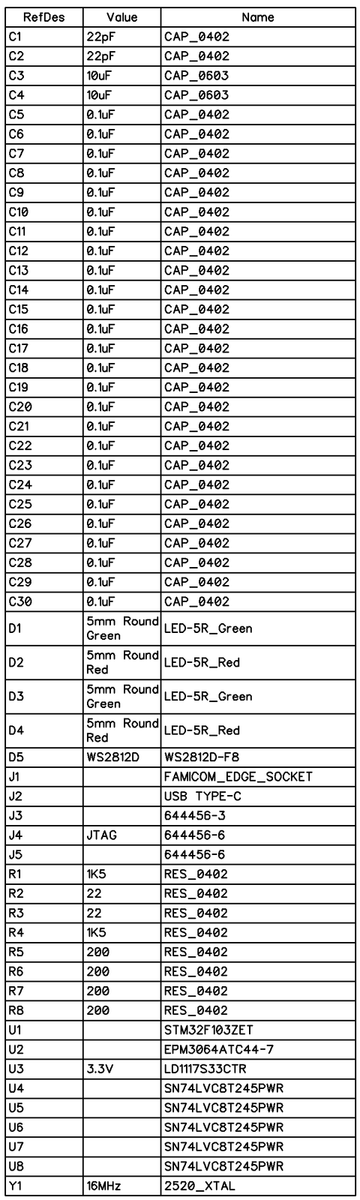 RefDes Value Name
C1 22pF CAP_0402
C2 22pF CAP_0402
C3 10uF CAP_0603
C4 10uF CAP_0603
C5 0.1uF CAP_0402
C6 0.1uF CAP_0402
C7 0.1uF CAP_0402
C8 0.1uF CAP_0402
C9 0.1uF CAP_0402
C10 0.1uF CAP_0402
C11 0.1uF CAP_0402
C12 0.1uF CAP_0402
C13 0.1uF CAP_0402
C14 0.1uF CAP_0402
C15 0.1uF CAP_0402
C16 0.1uF CAP_0402
C17 0.1uF CAP_0402
C18 0.1uF CAP_0402
C19 0.1uF CAP_0402
C20 0.1uF CAP_0402
C21 0.1uF CAP_0402
C22 0.1uF CAP_0402
C23 0.1uF CAP_0402
C24 0.1uF CAP_0402
C25 0.1uF CAP_0402
C26 0.1uF CAP_0402
C27 0.1uF CAP_0402
C28 0.1uF CAP_0402
C29 0.1uF CAP_0402
C30 0.1uF CAP_0402
D1 5mm Round LED-5R_Green
Green
D2 5mm Round LED-5R_Red
Red
D3 5mm Round LED-5R_Green
Green
D4 5mm Round LED-5R_Red
Red
D5 WS2812D WS2812D-F8
J1 FAMICOM_EDGE_SOCKET
J2 USB TYPE-C
J3 644456-3
J4 JTAG 644456-6
J5 644456-6
R1 1K5 RES_0402
R2 22 RES_0402
R3 22 RES_0402
R4 1K5 RES_0402
R5 200 RES_0402
R6 200 RES_0402
R7 200 RES_0402
R8 200 RES_0402
U1 STM32F103ZET
U2 EPM3064ATC44-7
U3 3.3V LD1117S33CTR
U4 SN74LVC8T245PWR
U5 SN74LVC8T245PWR
U6 SN74LVC8T245PWR
U7 SN74LVC8T245PWR
U8 SN74LVC8T245PWR
Y1 16MHz 2520_XTAL